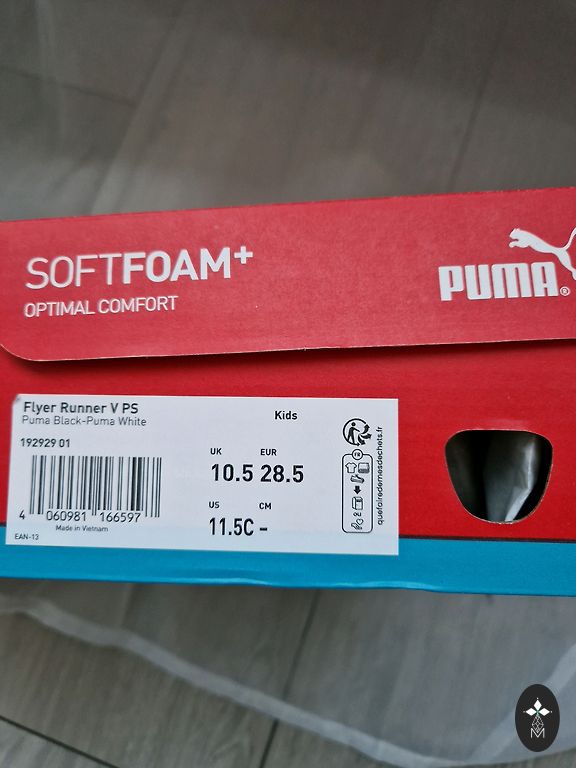 SOFTFOAM+
OPTIMAL COMFORT
PUMA®
Flyer Runner V PS
Puma Black-Puma White
Kids
192929 01
UK EUR
10.5 28.5
US CM
11.5C -
4 060981 166597
Made in Vietnam
EAN-13
FR
quefairedemesdechets.fr
M